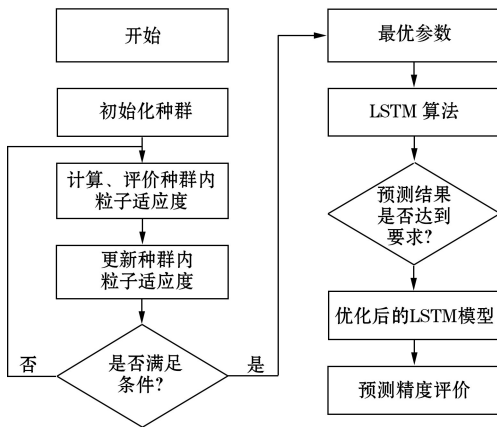 开始
初始化种群
计算、评价种群内
粒子适应度
更新种群内
粒子适应度
是否满足
条件?
否
是
最优参数
LSTM 算法
预测结果
是否达到
要求?
优化后的LSTM模型
预测精度评价